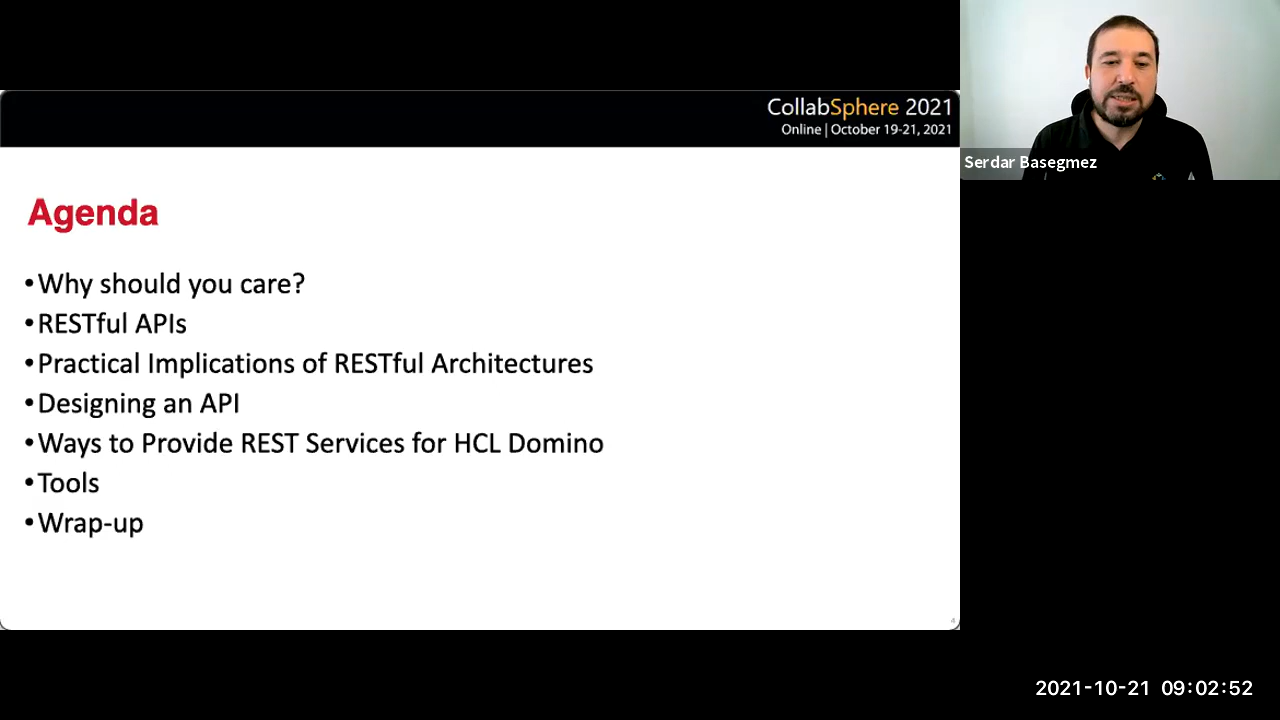 CollabSphere 2021
Online | October 19-21, 2021
Serdar Basegmez
Agenda
•Why should you care?
•RESTful APIs
•Practical Implications of RESTful Architectures
•Designing an API
•Ways to Provide REST Services for HCL Domino
•Tools
•Wrap-up
4
2021-10-21 09:02:52